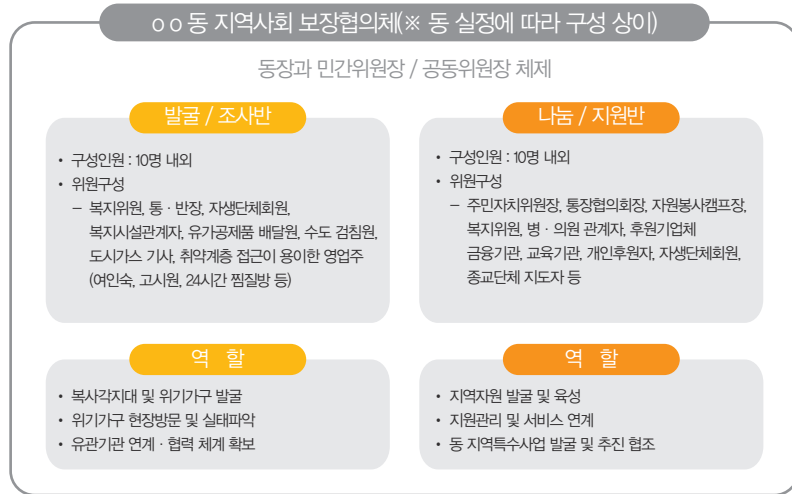 o o 동 지역사회 보장협의체(※ 동 실정에 따라 구성 상이)
동장과 민간위원장 / 공동위원장 체제
발굴 / 조사반
• 구성인원 : 10명 내외
• 위원구성
– 복지위원, 통 · 반장, 자생단체회원,
복지시설관계자, 유가공제품 배달원, 수도 검침원,
도시가스 기사, 취약계층 접근이 용이한 영업주
(여인숙, 고시원, 24시간 찜질방 등)
나눔 / 지원반
• 구성인원 : 10명 내외
• 위원구성
– 주민자치위원장, 통장협의회장, 자원봉사캠프장,
복지위원, 병 · 의원 관계자, 후원기업체
금융기관, 교육기관, 개인후원자, 자생단체회원,
종교단체 지도자 등
역 할
• 복사각지대 및 위기가구 발굴
• 위기가구 현장방문 및 실태파악
• 유관기관 연계 · 협력 체계 확보
역 할
• 지역자원 발굴 및 육성
• 지원관리 및 서비스 연계
• 동 지역특수사업 발굴 및 추진 협조